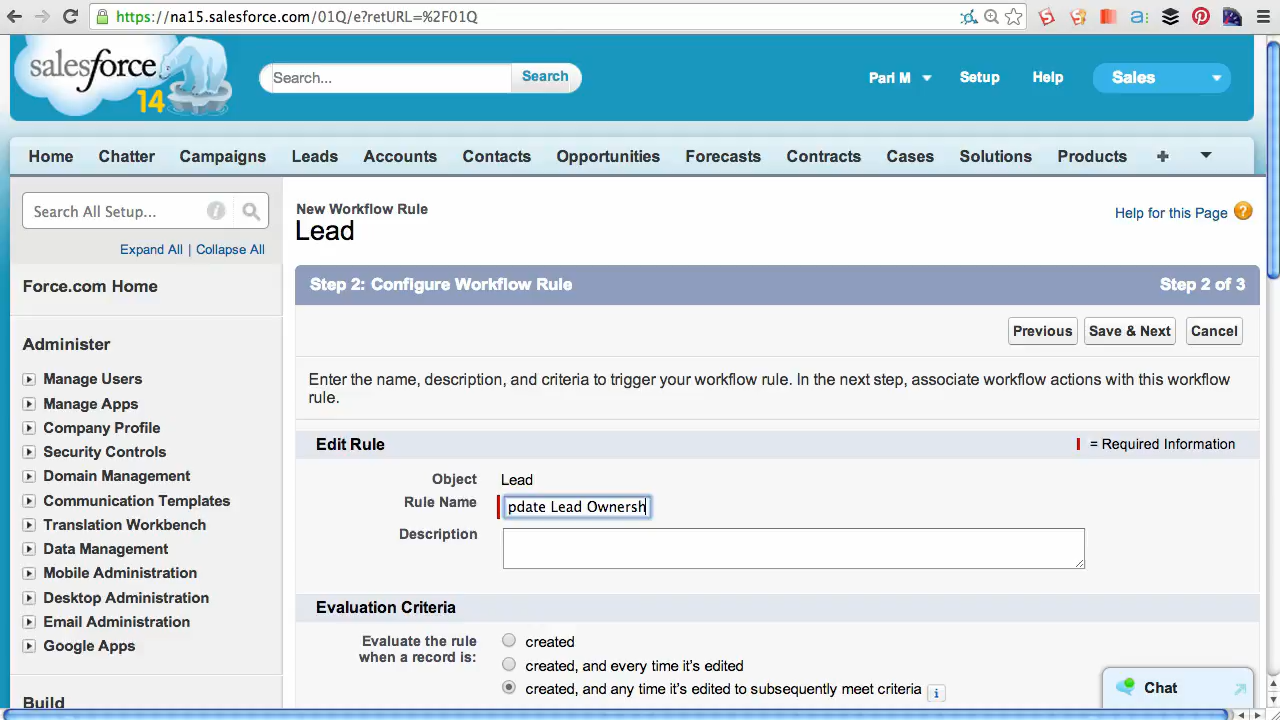 https://na15.salesforce.com/01Q/e?retURL=%2F01Q
salesforce
14
Search...
Search
Pari M
Setup
Help
Sales
Home
Chatter
Campaigns
Leads
Accounts
Contacts
Opportunities
Forecasts
Contracts
Cases
Solutions
Products
Search All Setup...
Expand All | Collapse All
Force.com Home
Administer
Manage Users
Manage Apps
Company Profile
Security Controls
Domain Management
Communication Templates
Translation Workbench
Data Management
Mobile Administration
Desktop Administration
Email Administration
Google Apps
Build
New Workflow Rule
Lead
Help for this Page
Step 2: Configure Workflow Rule
Step 2 of 3
Previous
Save & Next
Cancel
Enter the name, description, and criteria to trigger your workflow rule. In the next step, associate workflow actions with this workflow
rule.
Edit Rule
= Required Information
Object
Lead
Rule Name
pdate Lead Ownersh
Description
Evaluation Criteria
Evaluate the rule
when a record is:
created
created, and every time it's edited
created, and any time it's edited to subsequently meet criteria
Chat